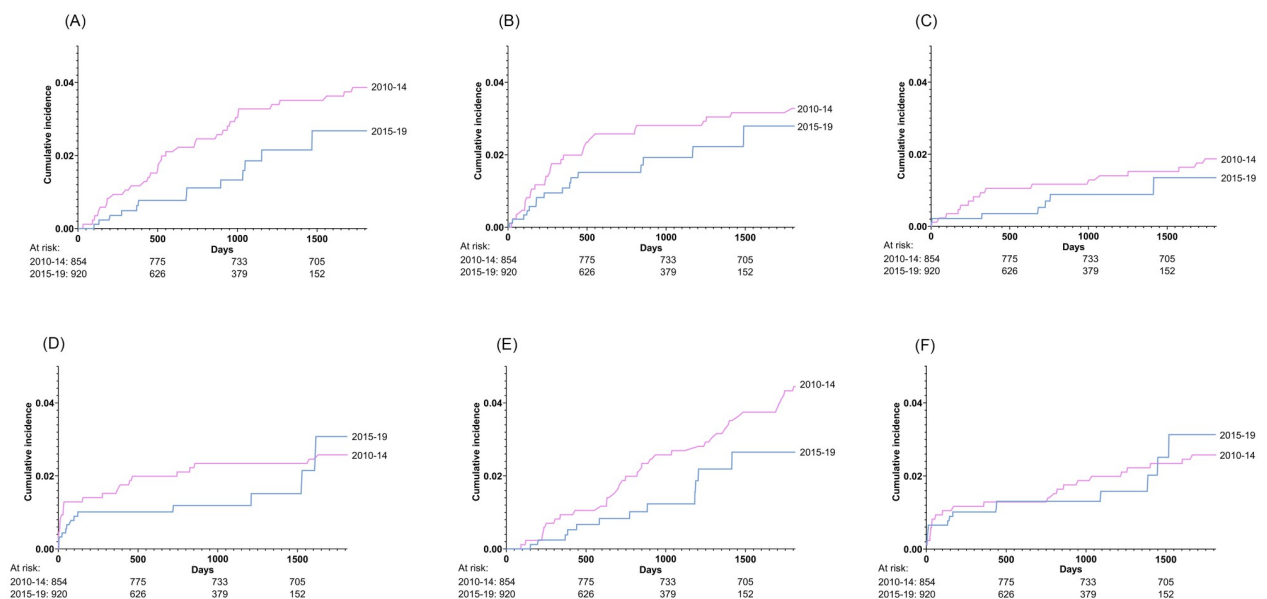 (A)
Cumulative incidence
0.04
0.02
0.00
2010-14
2015-19
0 500 1000 1500
Days
At risk:
2010-14: 854 775 733 705
2015-19: 920 626 379 152
(B)
Cumulative incidence
0.04
0.02
0.00
2010-14
2015-19
0 500 1000 1500
Days
At risk:
2010-14: 854 775 733 705
2015-19: 920 626 379 152
(C)
Cumulative incidence
0.04
0.02
0.00
2010-14
2015-19
0 500 1000 1500
Days
At risk:
2010-14: 854 775 733 705
2015-19: 920 626 379 152
(D)
Cumulative incidence
0.04
0.02
0.00
2015-19
2010-14
0 500 1000 1500
Days
At risk:
2010-14: 854 775 733 705
2015-19: 920 626 379 152
(E)
Cumulative incidence
0.04
0.02
0.00
2010-14
2015-19
0 500 1000 1500
Days
At risk:
2010-14: 854 775 733 705
2015-19: 920 626 379 152
(F)
Cumulative incidence
0.04
0.02
0.00
2015-19
2010-14
0 500 1000 1500
Days
At risk:
2010-14: 854 775 733 705
2015-19: 920 626 379 152